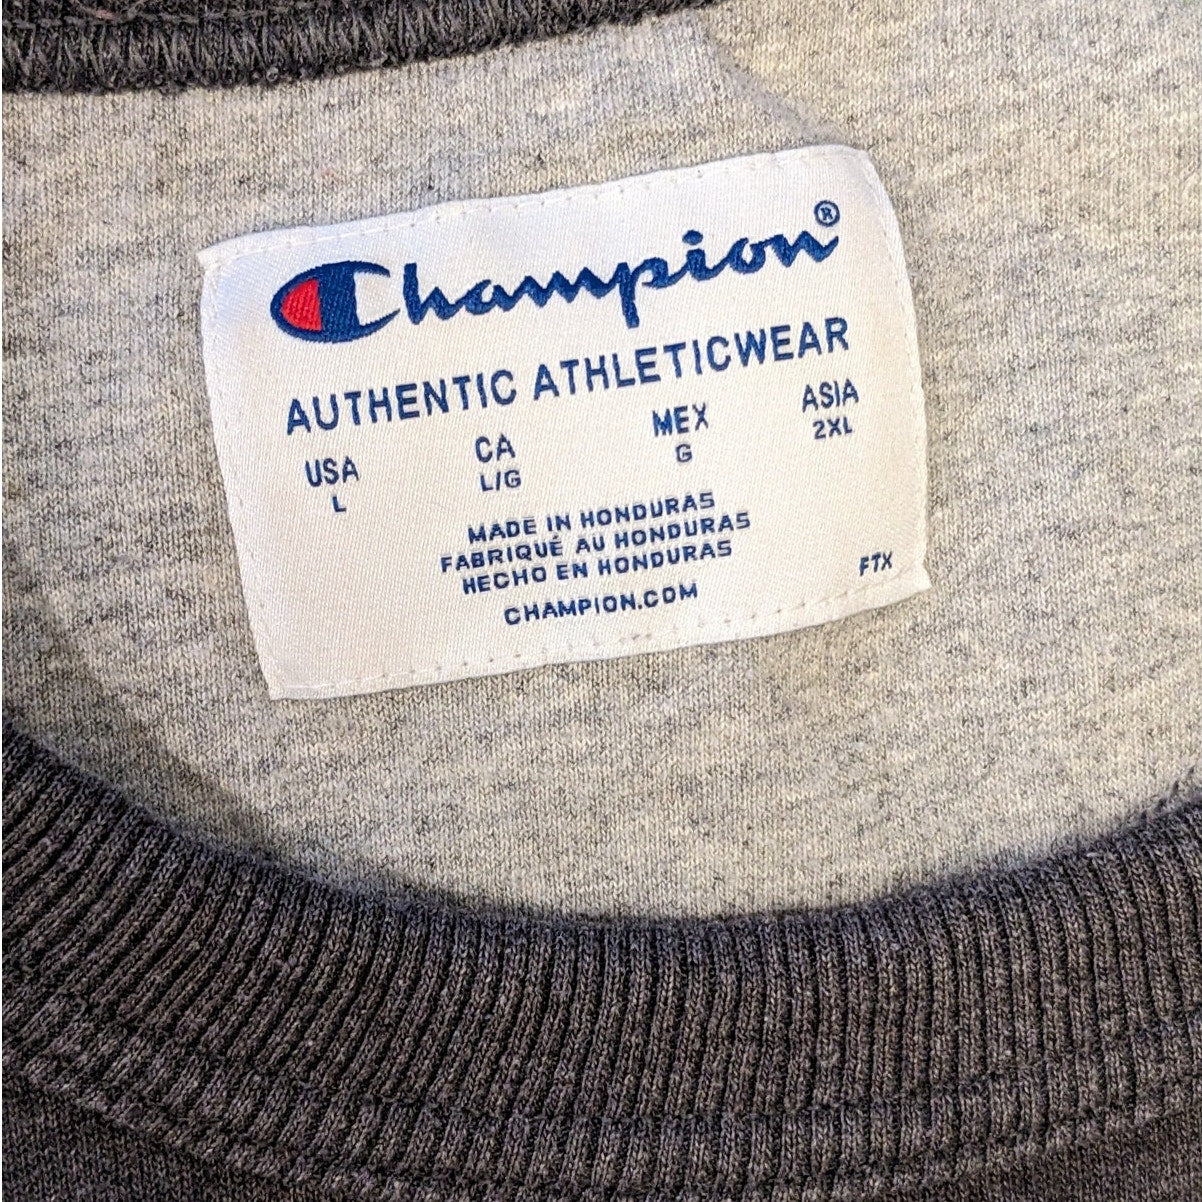 Champion®
AUTHENTIC ATHLETICWEAR
USA CA MEX ASIA
L L/G G 2XL
MADE IN HONDURAS
FABRIQUÉ AU HONDURAS
HECHO EN HONDURAS
CHAMPION.COM
FTX